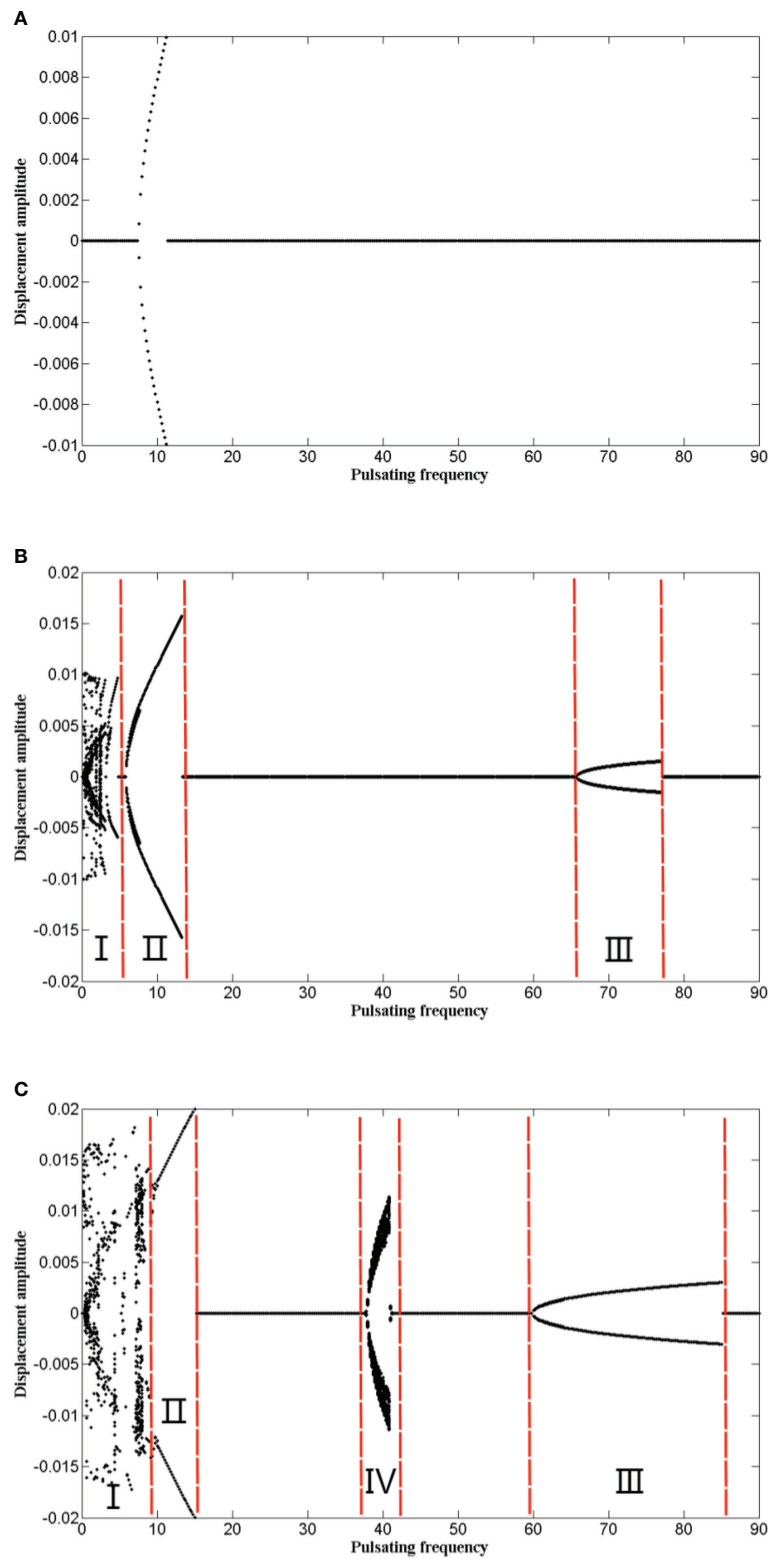 A
0.01
0.008
0.006
0.004
0.002
0
-0.002
-0.004
-0.006
-0.008
-0.01
Displacement amplitude
0 10 20 30 40 50 60 70 80 90
Pulsating frequency
B
0.02
0.015
0.01
0.005
0
-0.005
-0.01
-0.015
-0.02
Displacement amplitude
I II III
0 10 20 30 40 50 60 70 80 90
Pulsating frequency
C
0.02
0.015
0.01
0.005
0
-0.005
-0.01
-0.015
-0.02
Displacement amplitude
II
I IV III
0 10 20 30 40 50 60 70 80 90
Pulsating frequency